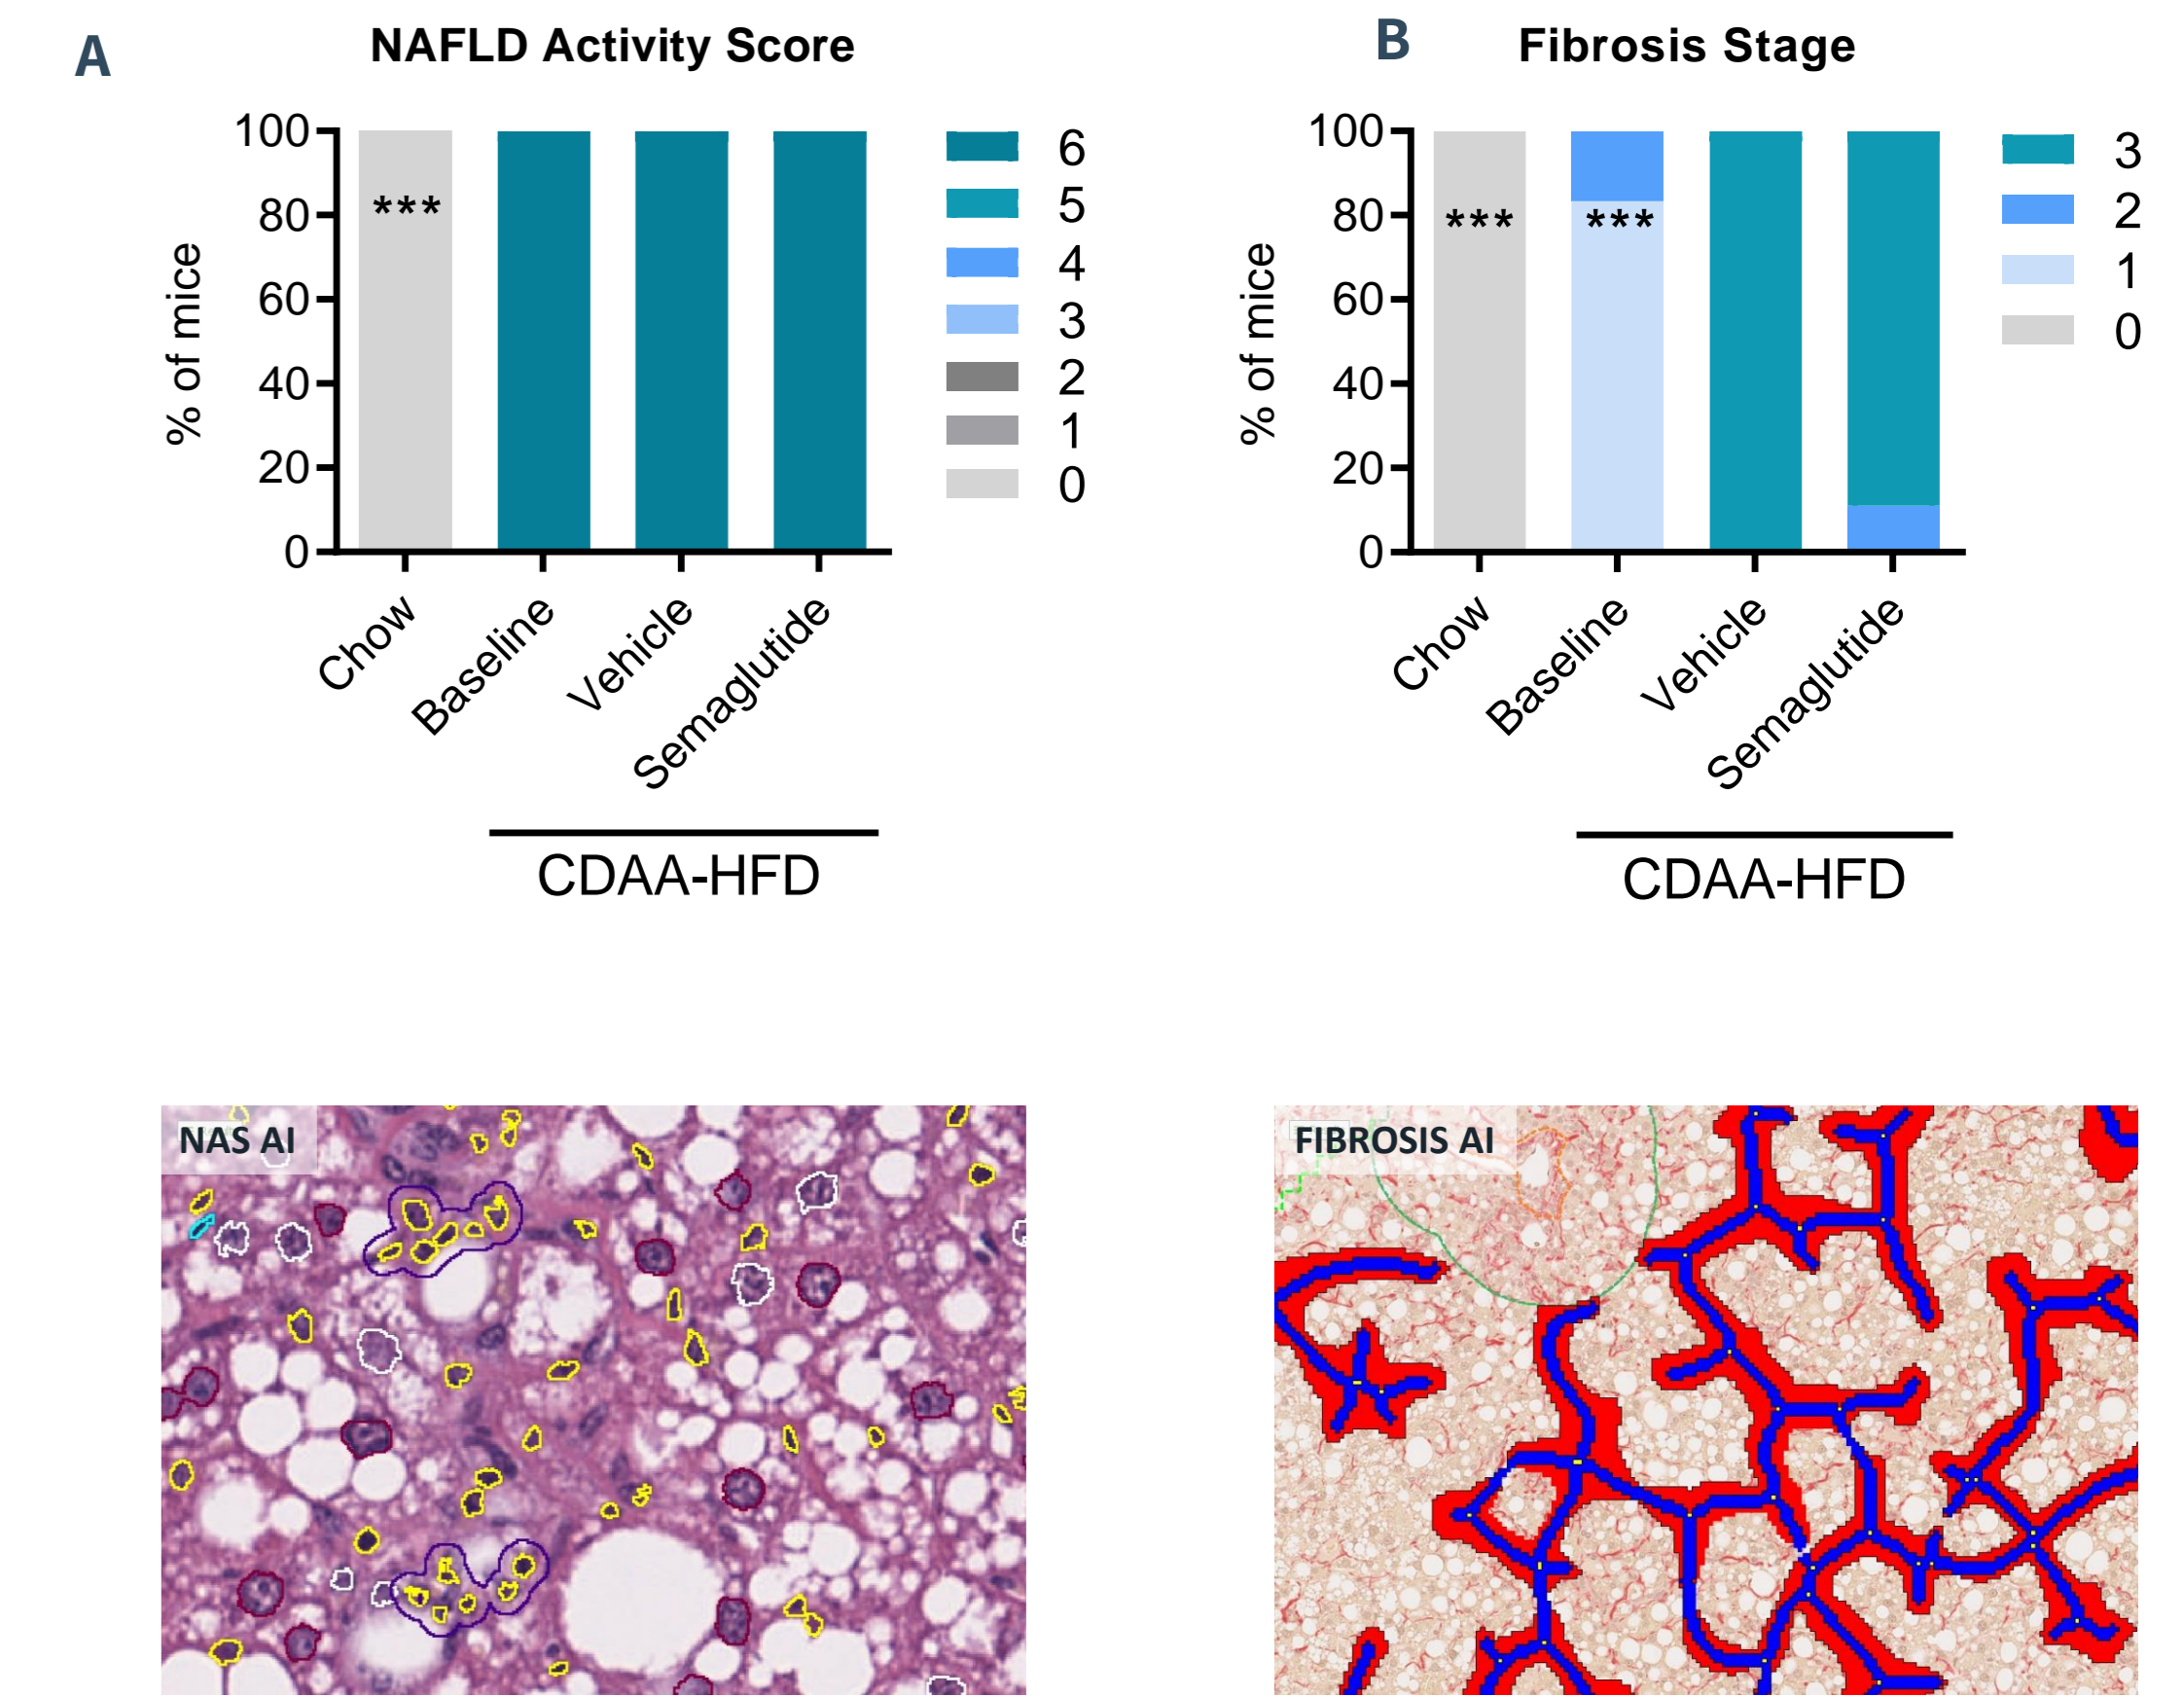 A
NAFLD Activity Score
% of mice
100
80
60
40
20
0
***
6
5
4
3
2
1
0
Chow
Baseline
Vehicle
Semaglutide
CDAA-HFD
B
Fibrosis Stage
% of mice
100
80
60
40
20
0
***
***
3
2
1
0
Chow
Baseline
Vehicle
Semaglutide
CDAA-HFD
NAS AI
FIBROSIS AI